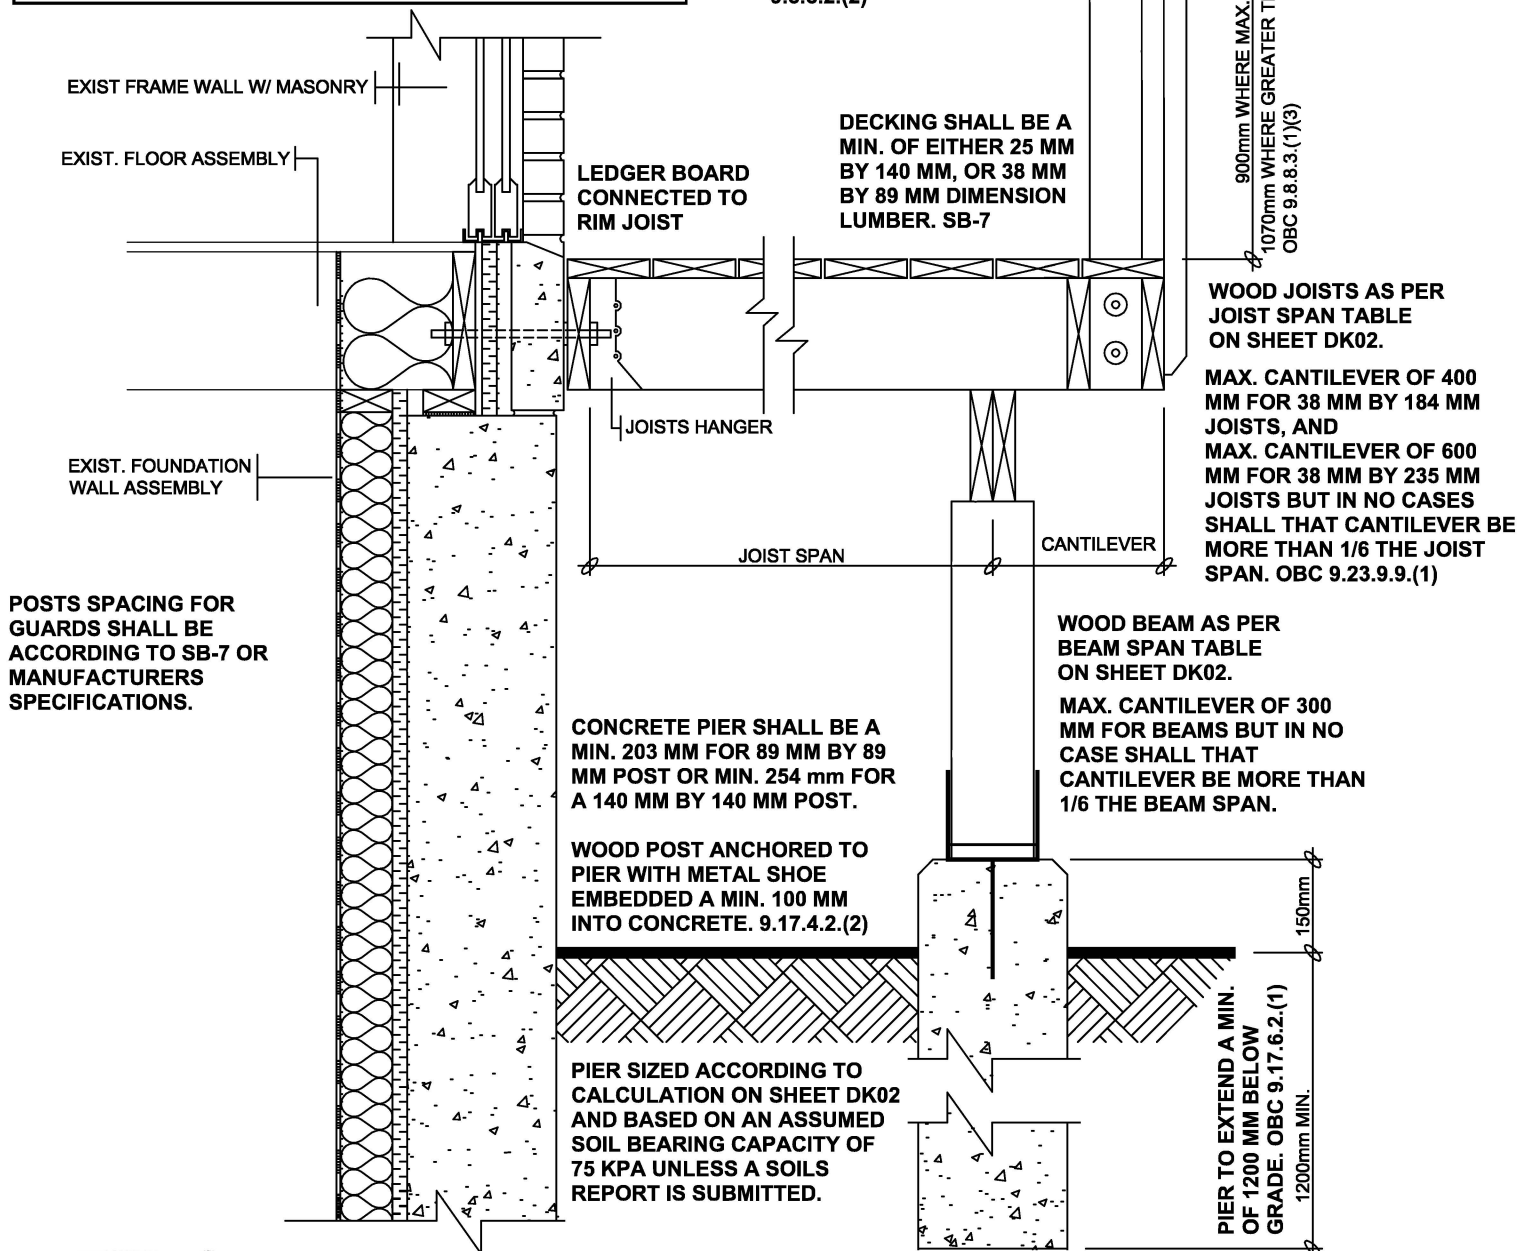 EXIST FRAME WALL W/ MASONRY
EXIST. FLOOR ASSEMBLY
LEDGER BOARD
CONNECTED TO
RIM JOIST
DECKING SHALL BE A
MIN. OF EITHER 25 MM
BY 140 MM, OR 38 MM
BY 89 MM DIMENSION
LUMBER. SB-7
900mm WHERE MAX.
1070mm WHERE GREATER
OBC 9.8.8.3.(1)(3)
WOOD JOISTS AS PER
JOIST SPAN TABLE
ON SHEET DK02.
MAX. CANTILEVER OF 400
MM FOR 38 MM BY 184 MM
JOISTS, AND
MAX. CANTILEVER OF 600
MM FOR 38 MM BY 235 MM
JOISTS BUT IN NO CASES
SHALL THAT CANTILEVER BE
MORE THAN 1/6 THE JOIST
SPAN. OBC 9.23.9.9.(1)
JOISTS HANGER
EXIST. FOUNDATION
WALL ASSEMBLY
JOIST SPAN
CANTILEVER
POSTS SPACING FOR
GUARDS SHALL BE
ACCORDING TO SB-7 OR
MANUFACTURERS
SPECIFICATIONS.
WOOD BEAM AS PER
BEAM SPAN TABLE
ON SHEET DK02.
MAX. CANTILEVER OF 300
MM FOR BEAMS BUT IN NO
CASE SHALL THAT
CANTILEVER BE MORE THAN
1/6 THE BEAM SPAN.
CONCRETE PIER SHALL BE A
MIN. 203 MM FOR 89 MM BY 89
MM POST OR MIN. 254 mm FOR
A 140 MM BY 140 MM POST.
WOOD POST ANCHORED TO
PIER WITH METAL SHOE
EMBEDDED A MIN. 100 MM
INTO CONCRETE. 9.17.4.2.(2)
150mm
PIER TO EXTEND A MIN.
OF 1200 MM BELOW
GRADE. OBC 9.17.6.2.(1)
1200mm MIN.
PIER SIZED ACCORDING TO
CALCULATION ON SHEET DK02
AND BASED ON AN ASSUMED
SOIL BEARING CAPACITY OF
75 KPA UNLESS A SOILS
REPORT IS SUBMITTED.